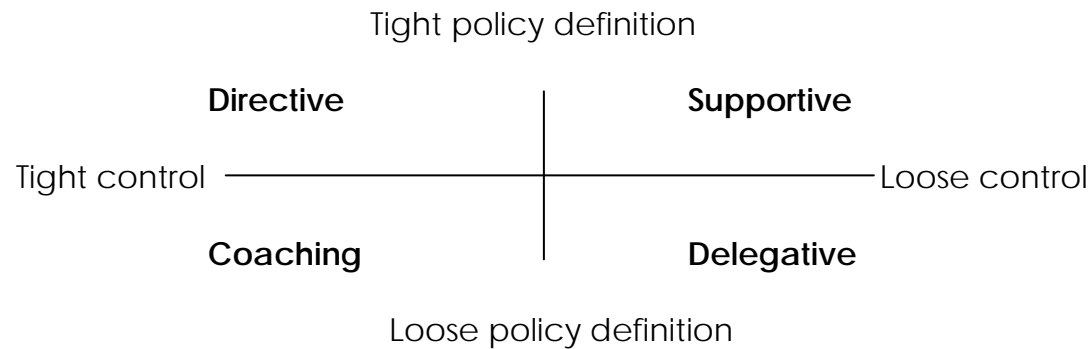 Tight policy definition
Directive Supportive
Tight control Loose control
Coaching Delegative
Loose policy definition